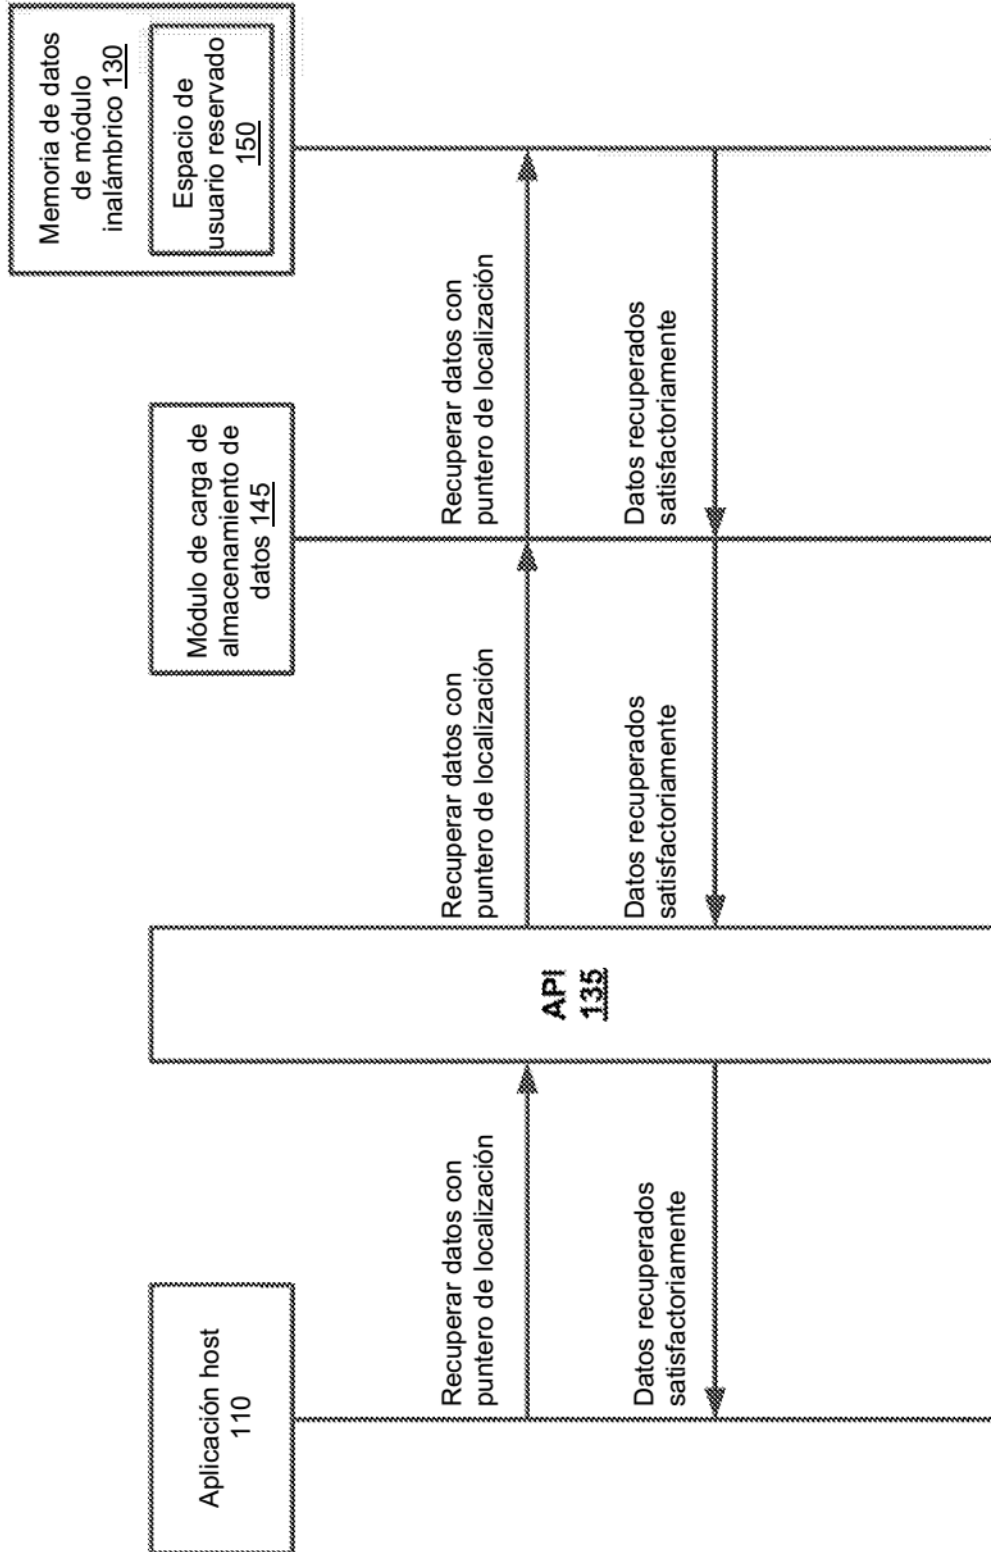 Aplicación host
110
API
135
Módulo de carga de
almacenamiento de
datos 145
Memoria de datos
de módulo
inalámbrico 130
Espacio de
usuario reservado
150
Recuperar datos con
puntero de localización
Recuperar datos con
puntero de localización
Recuperar datos con
puntero de localización
Datos recuperados
satisfactoriamente
Datos recuperados
satisfactoriamente
Datos recuperados
satisfactoriamente